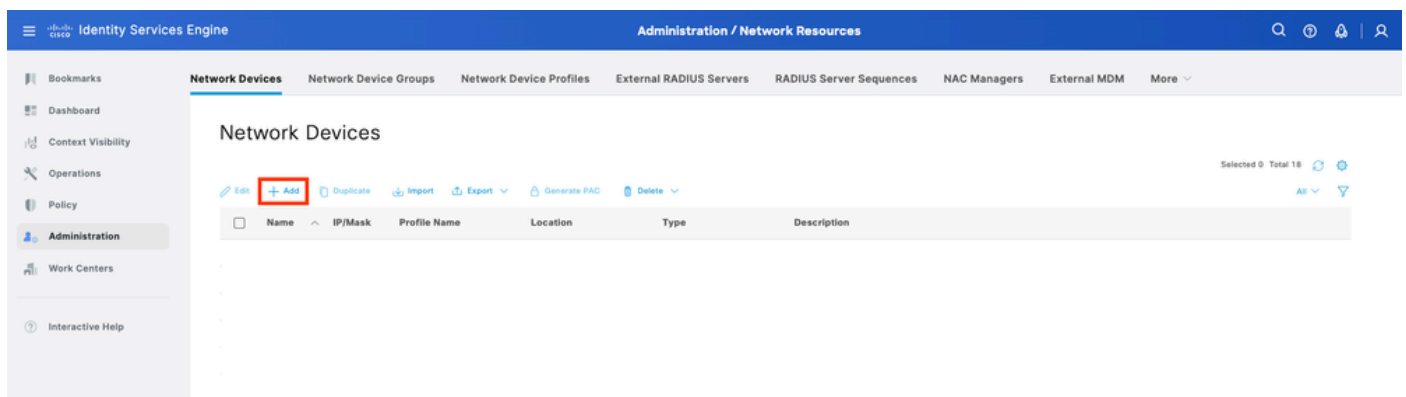 cisco Identity Services Engine
Administration / Network Resources
Bookmarks
Dashboard
Context Visibility
Operations
Policy
Administration
Work Centers
Interactive Help
Network Devices Network Device Groups Network Device Profiles External RADIUS Servers RADIUS Server Sequences NAC Managers External MDM More
Network Devices
Selected 0 Total 18
Edit + Add Duplicate Import Export Generate PAC Delete All
Name IP/Mask Profile Name Location Type Description